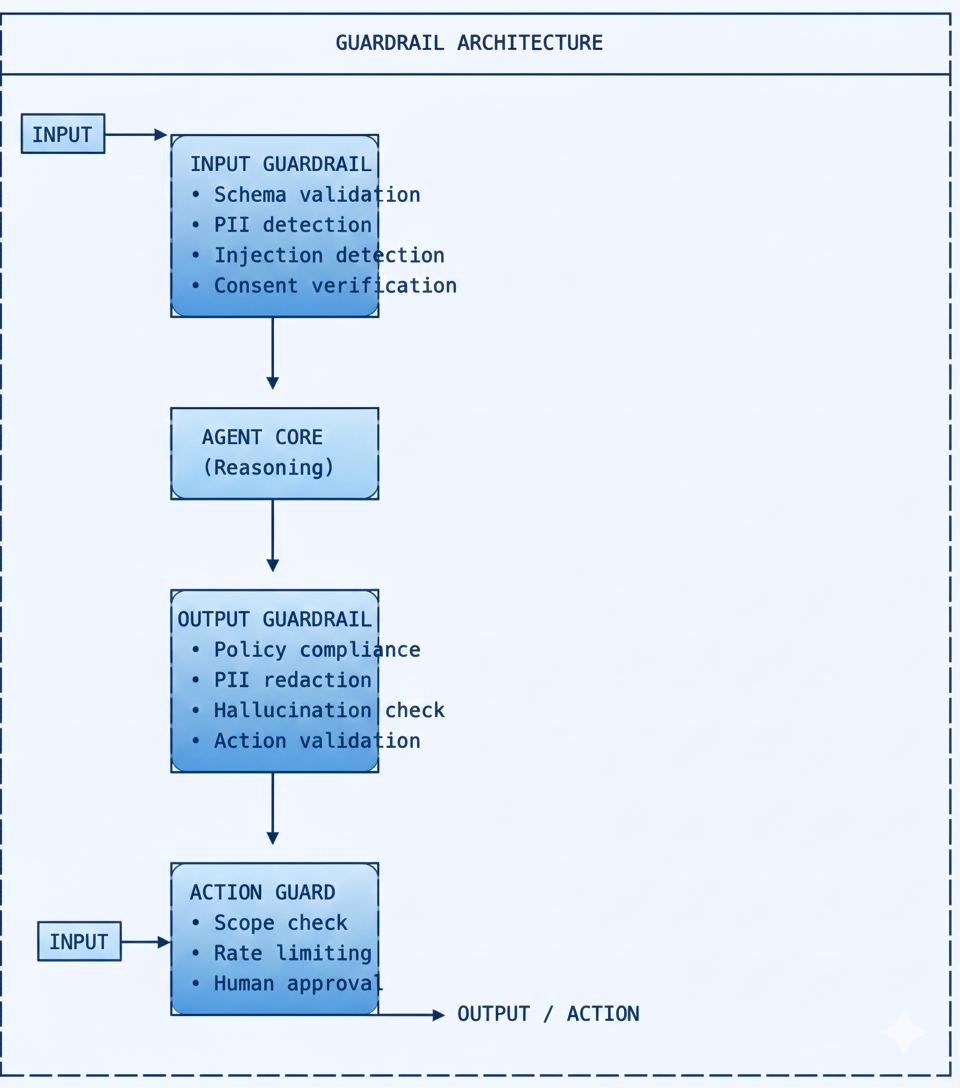 GUARDRAIL ARCHITECTURE
INPUT
INPUT GUARDRAIL
• Schema validation
• PII detection
• Injection detection
• Consent verification
AGENT CORE
(Reasoning)
OUTPUT GUARDRAIL
• Policy compliance
• PII redaction
• Hallucination check
• Action validation
ACTION GUARD
• Scope check
INPUT
• Rate limiting
• Human approval
OUTPUT / ACTION